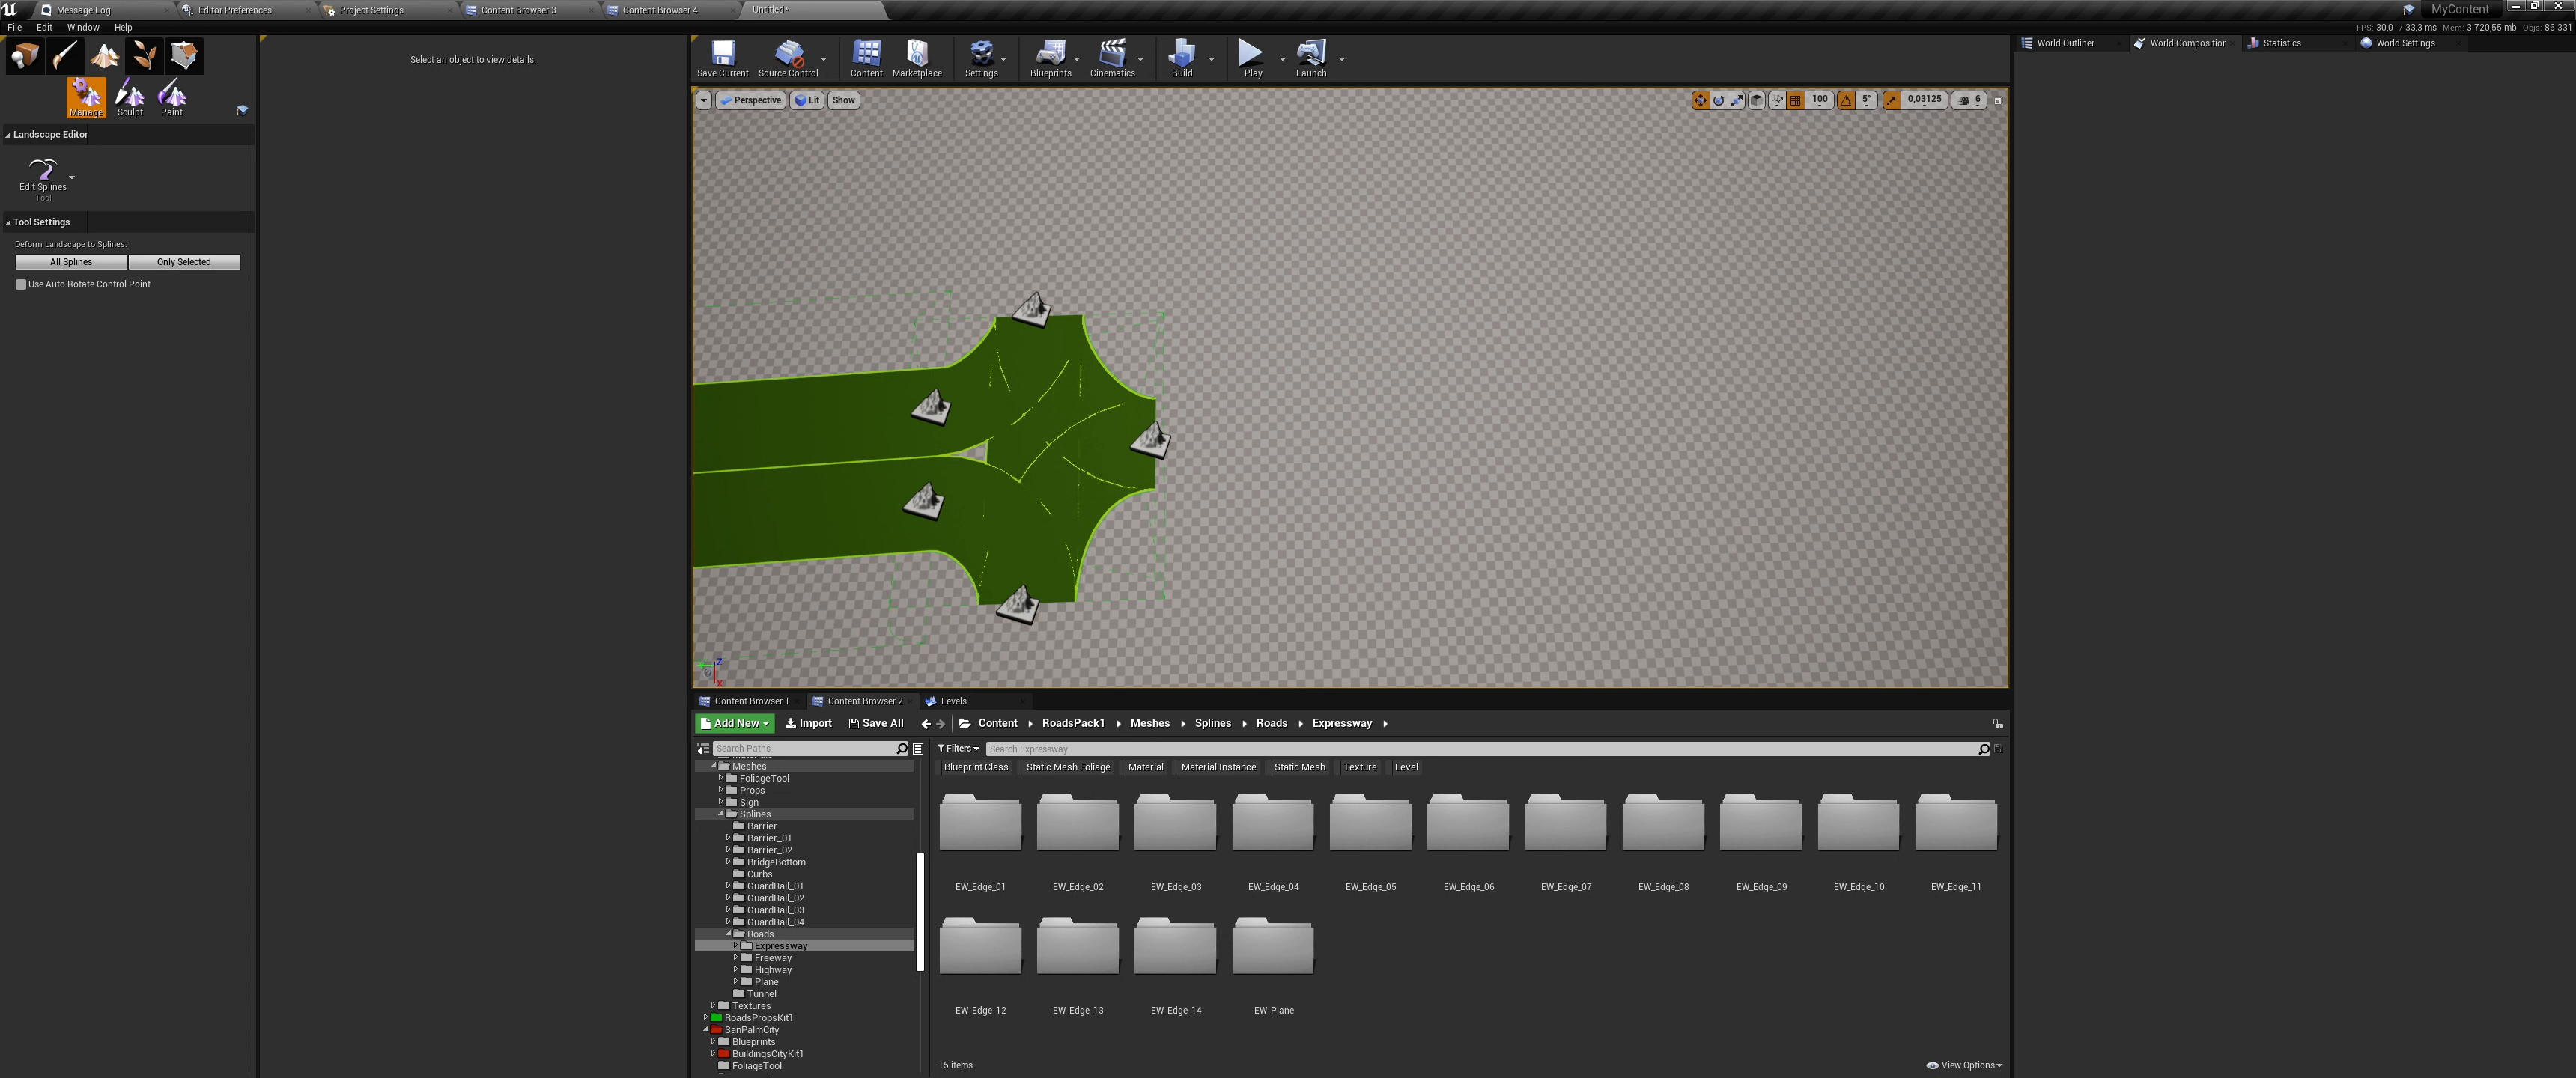 Message Log
Editor Preferences
Project Settings
Content Browser 3
Content Browser 4
Untitled*
MyContent
File Edit Window Help
FPS: 30,0 / 33,3 ms Mem: 3 720,55 mb Objs: 86 331
Manage Sculpt Paint
Landscape Editor
Edit Splines
Tool
Tool Settings
Deform Landscape to Splines:
All Splines Only Selected
Use Auto Rotate Control Point
Select an object to view details.
Save Current Source Control Content Marketplace Settings Blueprints Cinematics Build Play Launch
Perspective Lit Show
100 5° 0,03125 6
Z
X
World Outliner World Composition Statistics World Settings
Content Browser 1 Content Browser 2 Levels
Add New Import Save All Content RoadsPack1 Meshes Splines Roads Expressway
Search Paths
Meshes
FoliageTool
Props
Sign
Splines
Barrier
Barrier_01
Barrier_02
BridgeBottom
Curbs
GuardRail_01
GuardRail_02
GuardRail_03
GuardRail_04
Roads
Expressway
Freeway
Highway
Plane
Tunnel
Textures
RoadsPropsKit1
SanPalmCity
Blueprints
BuildingsCityKit1
FoliageTool
Filters Search Expressway
Blueprint Class Static Mesh Foliage Material Material Instance Static Mesh Texture Level
EW_Edge_01 EW_Edge_02 EW_Edge_03 EW_Edge_04 EW_Edge_05 EW_Edge_06 EW_Edge_07 EW_Edge_08 EW_Edge_09 EW_Edge_10 EW_Edge_11
EW_Edge_12 EW_Edge_13 EW_Edge_14 EW_Plane
15 items
View Options